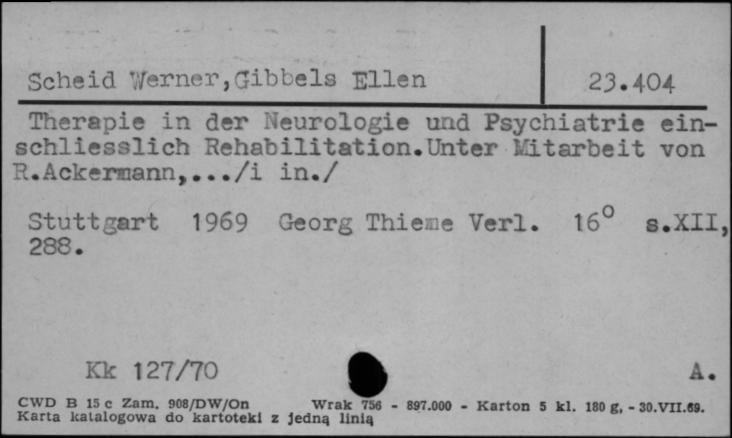 Scheid Werner,Gibbels Ellen 23.404
Therapie in der Neurologie und Psychiatrie ein-
schliesslich Rehabilitation.Unter Mitarbeit von
R.Ackermann,.../i in./
Stuttgart 1969 Georg Thieme Verl. 16° s.XII,
288.
Kk 127/70 A.
CWD B 15 c Zam. 908/DW/On Wrak 756 - 897.000 - Karton 5 kl. 180 g, - 30.VII.69.
Karta katalogowa do kartoteki z jedną linią